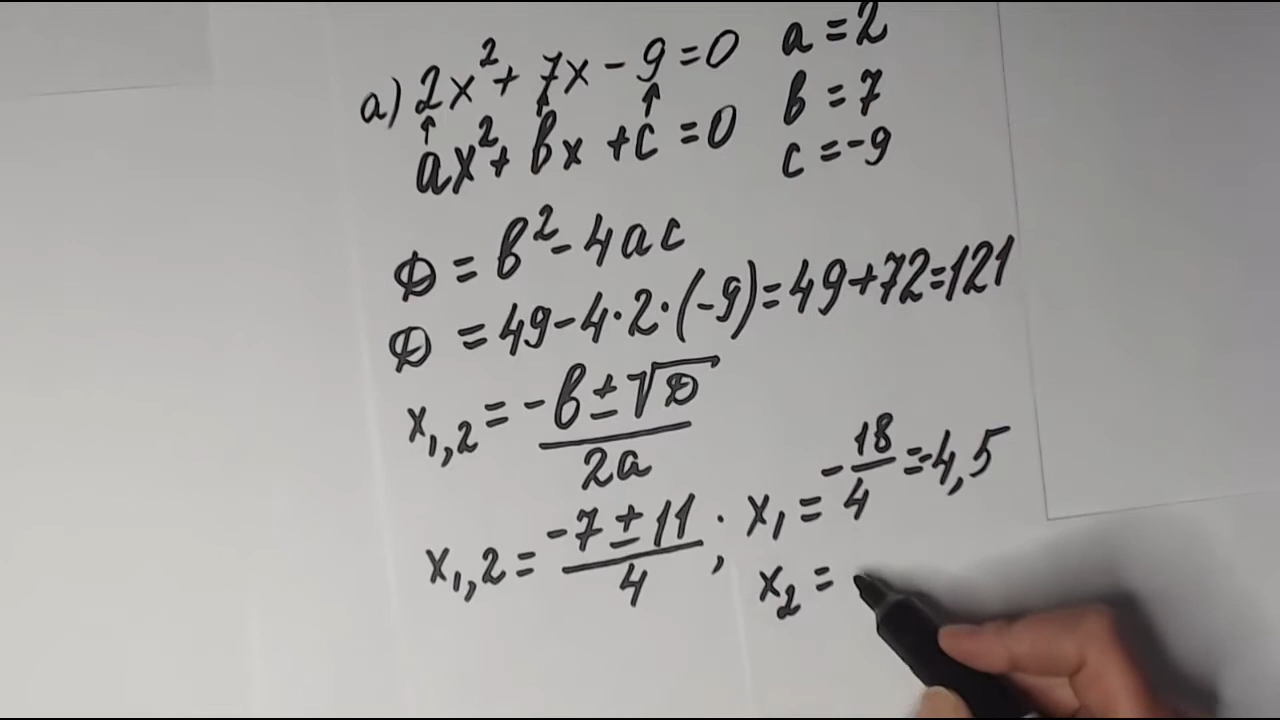 а) 2x² + 7x - 9 = 0 a = 2
ax² + bx + c = 0 b = 7
c = -9
D = b² - 4ac
D = 49 - 4·2·(-9) = 49 + 72 = 121
x₁,₂ = (-b ± √D) / 2a
x₁,₂ = (-7 ± 11) / 4 ; x₁ = -18/4 = -4,5
x₂ =